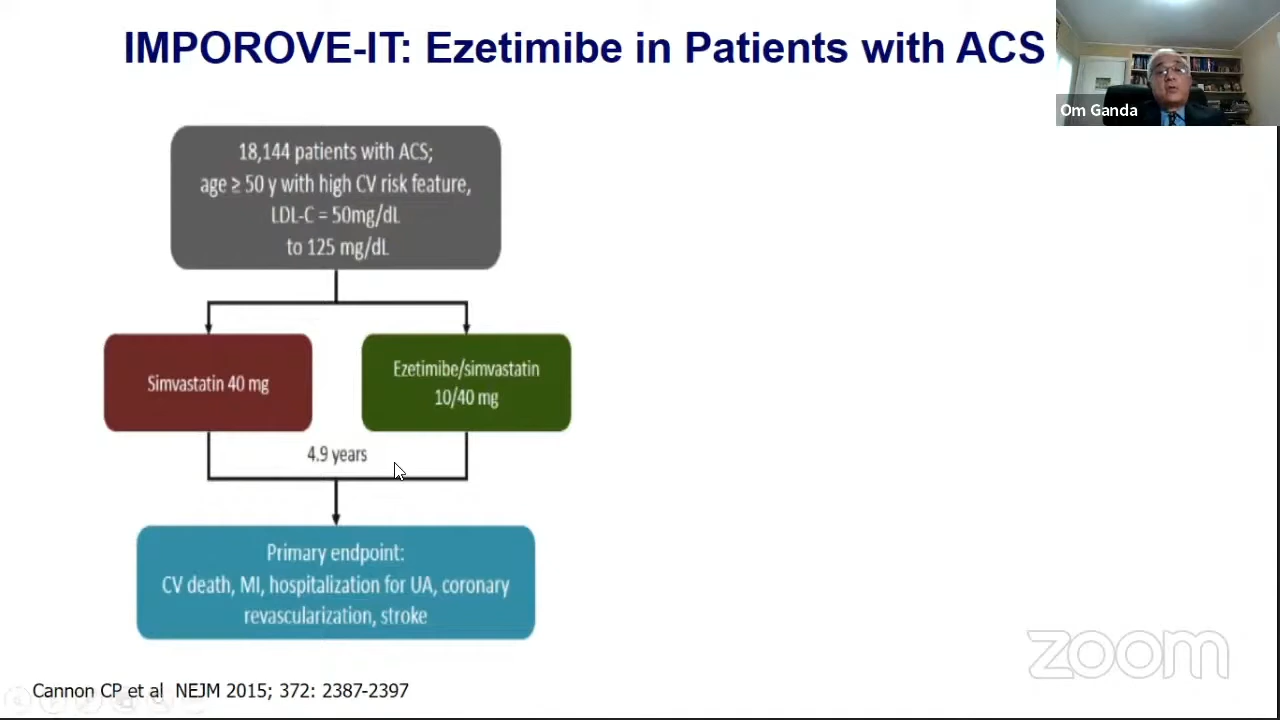 IMPOROVE-IT: Ezetimibe in Patients with ACS
Om Ganda
18,144 patients with ACS;
age ≥ 50 y with high CV risk feature,
LDL-C = 50mg/dL
to 125 mg/dL
Simvastatin 40 mg
Ezetimibe/simvastatin
10/40 mg
4.9 years
Primary endpoint:
CV death, MI, hospitalization for UA, coronary
revascularization, stroke
zoom
Cannon CP et al NEJM 2015; 372: 2387-2397